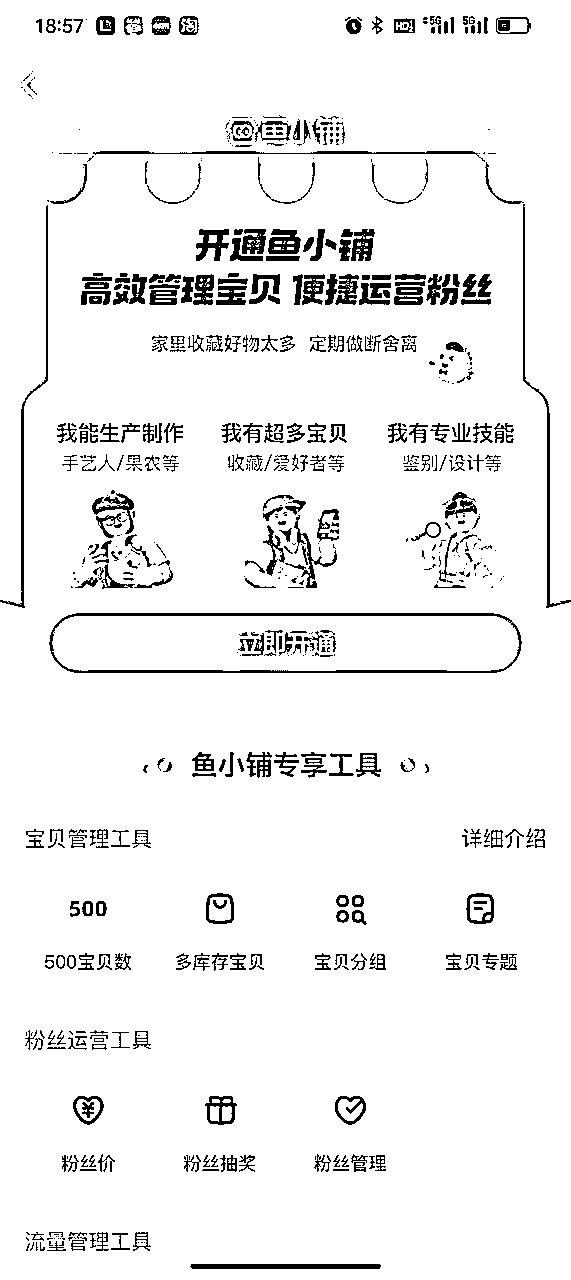 18:57
鱼小铺
开通鱼小铺
高效管理宝贝 便捷运营粉丝
家里收藏好物太多 定期做断舍离
我能生产制作 我有超多宝贝 我有专业技能
手艺人/果农等 收藏/爱好者等 鉴别/设计等
立即开通
鱼小铺专享工具
宝贝管理工具 详细介绍
500
500宝贝数 多库存宝贝 宝贝分组 宝贝专题
粉丝运营工具
粉丝价 粉丝抽奖 粉丝管理
流量管理工具